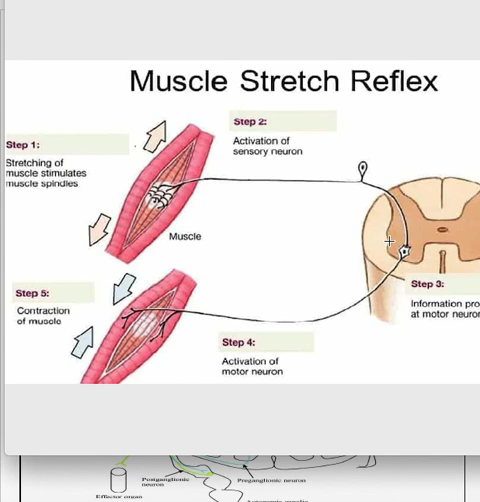 Muscle Stretch Reflex
Step 1:
Stretching of
muscle stimulates
muscle spindles
Step 2:
Activation of
sensory neuron
Muscle
Step 3:
Information pro
at motor neuron
Step 5:
Contraction
of muscle
Step 4:
Activation of
motor neuron
Postganglionic
neuron
Preganglionic neuron
Effector organ